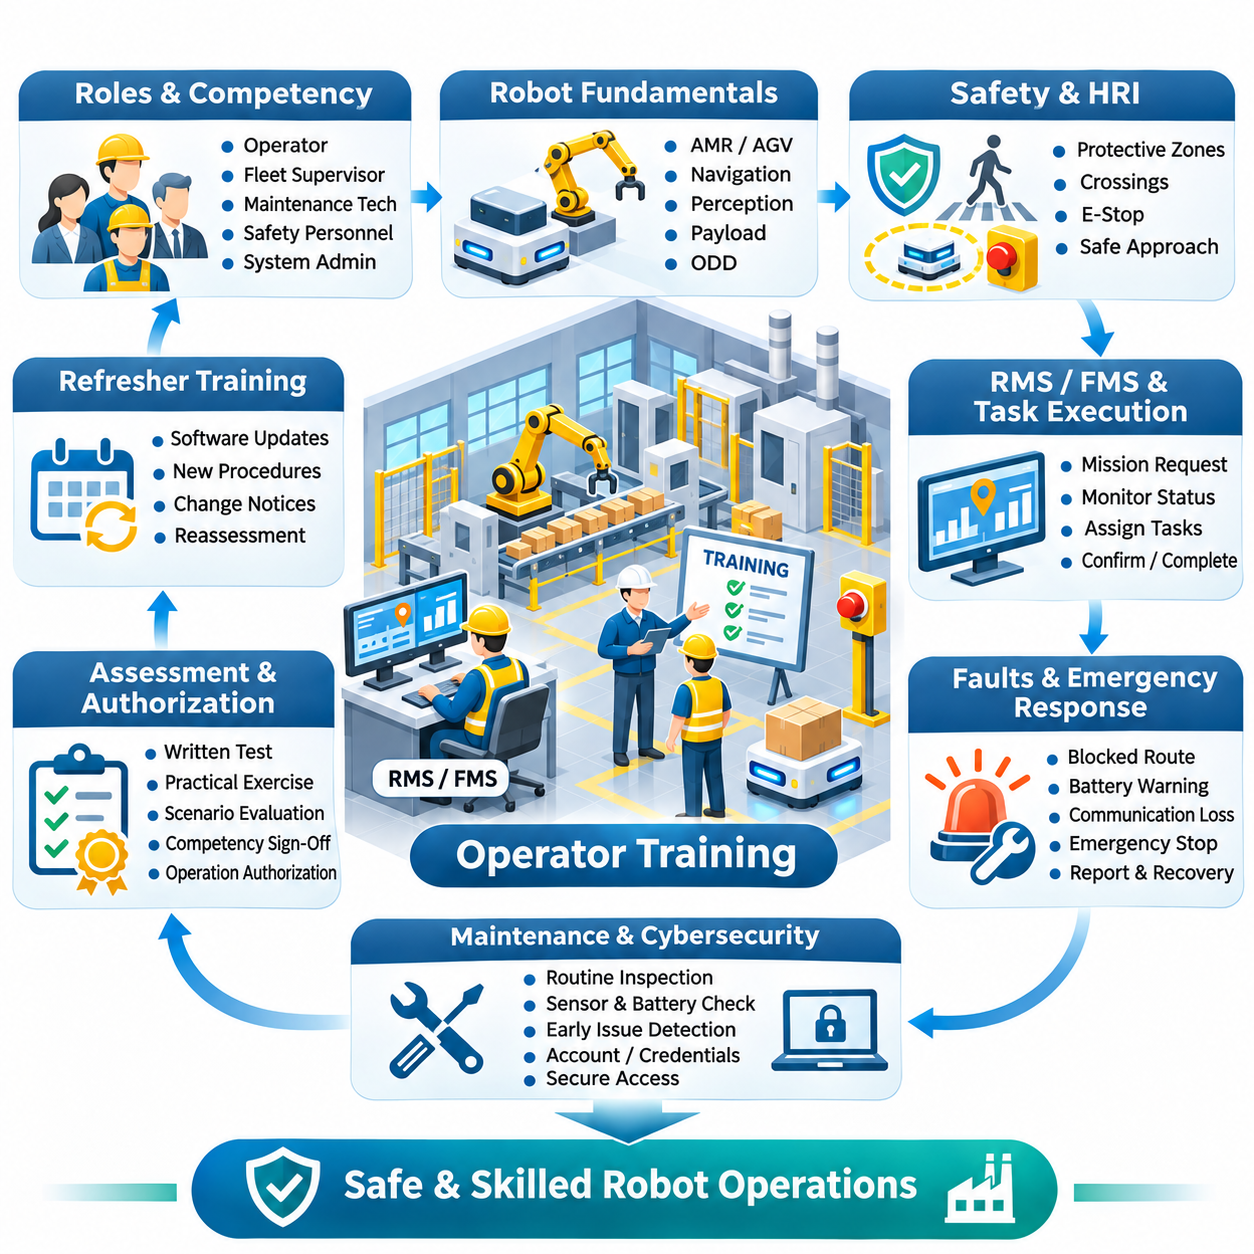 Roles & Competency
Operator
Fleet Supervisor
Maintenance Tech
Safety Personnel
System Admin
Robot Fundamentals
AMR / AGV
Navigation
Perception
Payload
ODD
Safety & HRI
Protective Zones
Crossings
E-Stop
Safe Approach
RMS / FMS &
Task Execution
Mission Request
Monitor Status
Assign Tasks
Confirm / Complete
Faults & Emergency
Response
Blocked Route
Battery Warning
Communication Loss
Emergency Stop
Report & Recovery
Maintenance & Cybersecurity
Routine Inspection
Sensor & Battery Check
Early Issue Detection
Account / Credentials
Secure Access
Assessment &
Authorization
Written Test
Practical Exercise
Scenario Evaluation
Competency Sign-Off
Operation Authorization
Refresher Training
Software Updates
New Procedures
Change Notices
Reassessment
TRAINING
RMS / FMS
Operator Training
Safe & Skilled Robot Operations